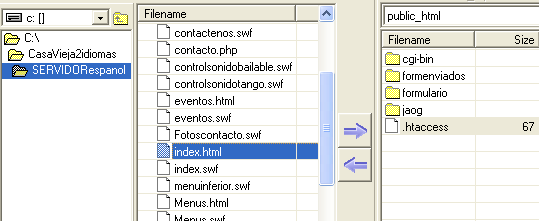 c: []
C:\
CasaVieja2idiomas
SERVIDORespanol
Filename
contactenos.swf
contacto.php
controlsonidobailable.swf
controlsonidotango.swf
eventos.html
eventos.swf
Fotoscontacto.swf
index.html
index.swf
menuinferior.swf
Menus.html
Menus.swf
public_html
Filename Size
cgi-bin
formenviados
formulario
jaog
.htaccess 67